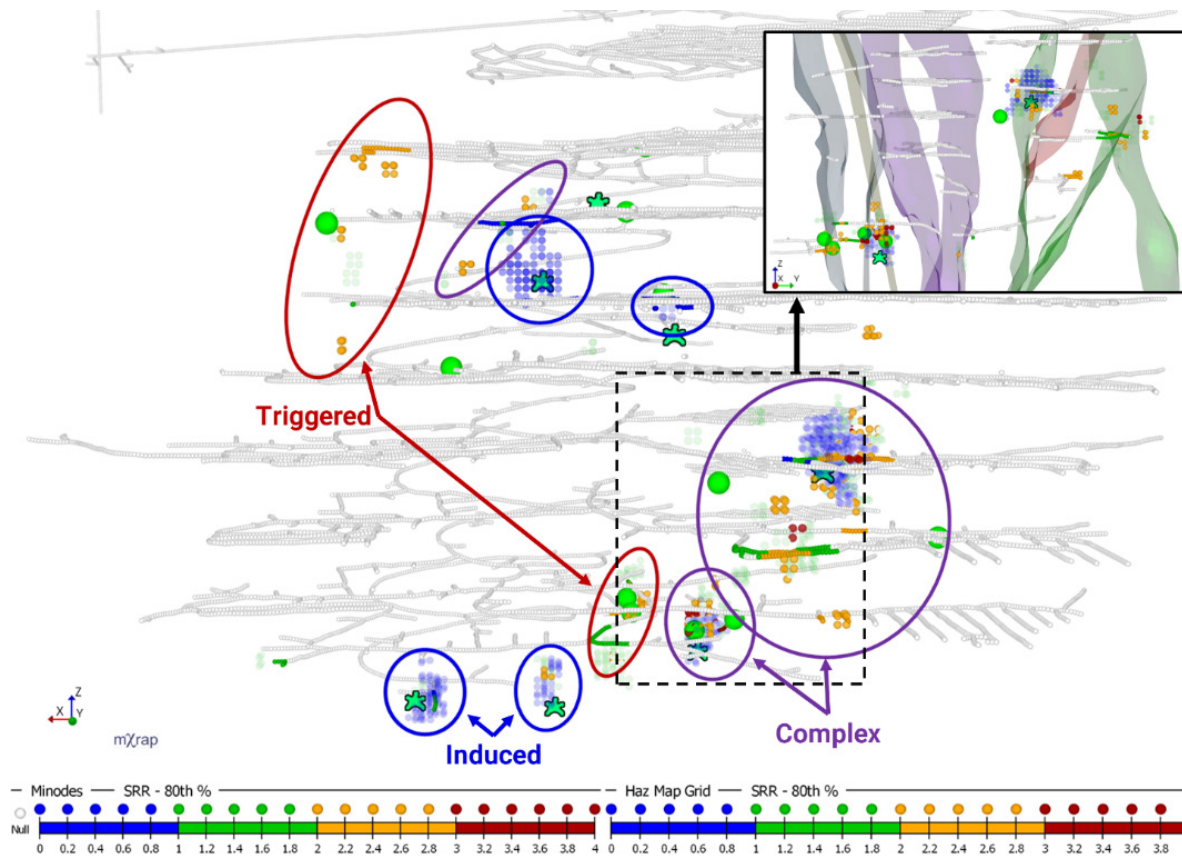 Z
X Y
Triggered
Z
X
Y
mXrap
Induced
Complex
Minodes SRR - 80th %
Haz Map Grid SRR - 80th %
Null
0 0.2 0.4 0.6 0.8 1 1.2 1.4 1.6 1.8 2 2.2 2.4 2.6 2.8 3 3.2 3.4 3.6 3.8 4
0 0.2 0.4 0.6 0.8 1 1.2 1.4 1.6 1.8 2 2.2 2.4 2.6 2.8 3 3.2 3.4 3.6 3.8